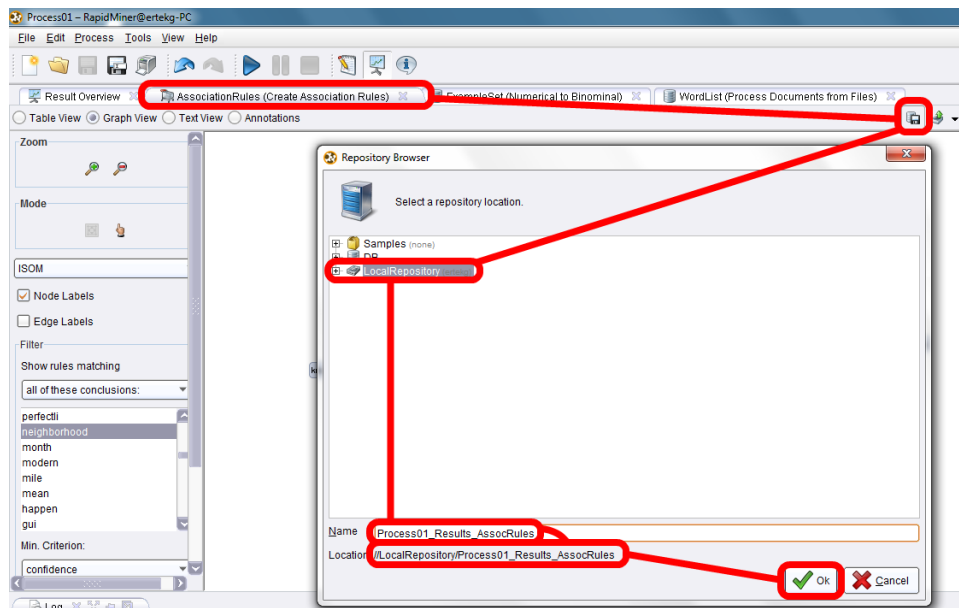 Process01 – RapidMiner@ertekg-PC
File Edit Process Tools View Help
Result Overview AssociationRules (Create Association Rules) ExampleSet (Numerical to Binominal) WordList (Process Documents from Files)
Table View Graph View Text View Annotations
Zoom
Mode
ISOM
Node Labels
Edge Labels
Filter
Show rules matching
all of these conclusions:
perfectli
neighborhood
month
modern
mile
mean
happen
gui
Min. Criterion:
confidence
Log
Repository Browser
Select a repository location.
Samples (none)
DB
LocalRepository
Name Process01_Results_AssocRules
Location //LocalRepository/Process01_Results_AssocRules
Ok Cancel